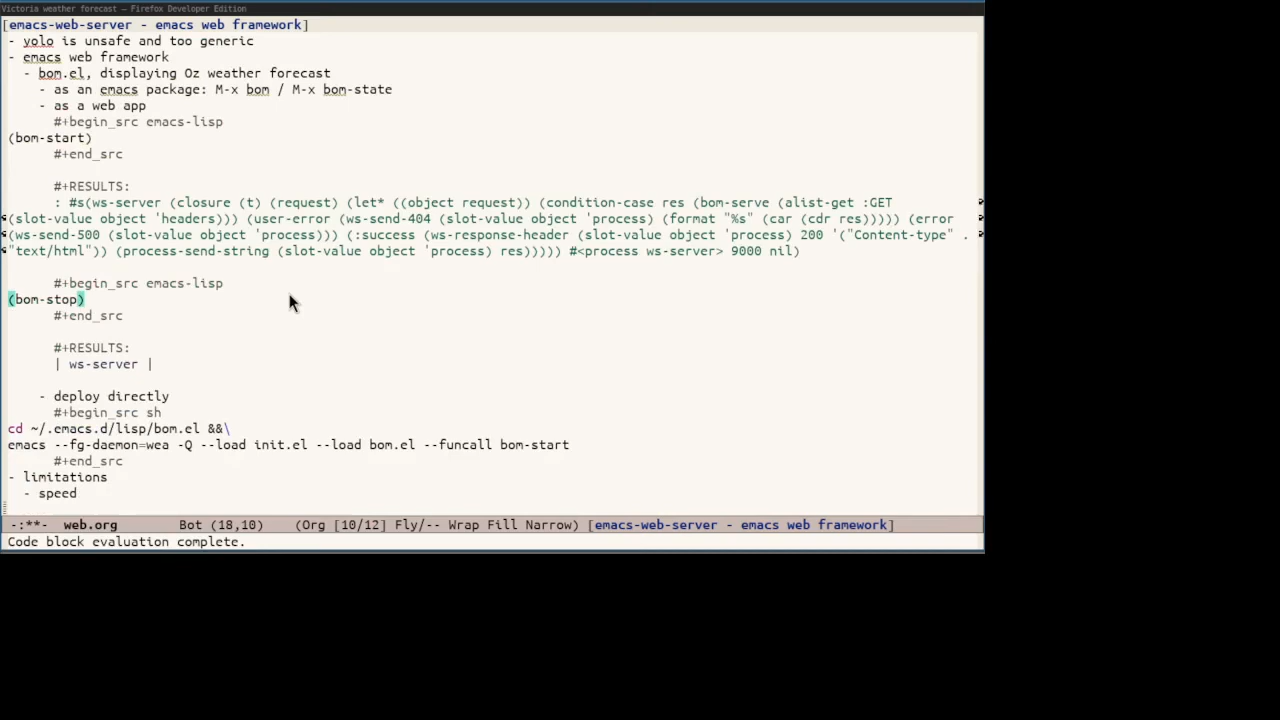 Victoria weather forecast — Firefox Developer Edition
[emacs-web-server - emacs web framework]
- yolo is unsafe and too generic
- emacs web framework
- bom.el, displaying Oz weather forecast
- as an emacs package: M-x bom / M-x bom-state
- as a web app
#+begin_src emacs-lisp
(bom-start)
#+end_src
#+RESULTS:
: #s(ws-server (closure (t) (request) (let* ((object request)) (condition-case res (bom-serve (alist-get :GET
(slot-value object 'headers))) (user-error (ws-send-404 (slot-value object 'process) (format "%s" (car (cdr res))))) (error
(ws-send-500 (slot-value object 'process))) (:success (ws-response-header (slot-value object 'process) 200 '("Content-type" .
"text/html")) (process-send-string (slot-value object 'process) res))))) #<process ws-server> 9000 nil)
#+begin_src emacs-lisp
(bom-stop)
#+end_src
#+RESULTS:
| ws-server |
- deploy directly
#+begin_src sh
cd ~/.emacs.d/lisp/bom.el &&\
emacs --fg-daemon=wea -Q --load init.el --load bom.el --funcall bom-start
#+end_src
- limitations
- speed
-:**- web.org Bot (18,10) (Org [10/12] Fly/-- Wrap Fill Narrow) [emacs-web-server - emacs web framework]
Code block evaluation complete.